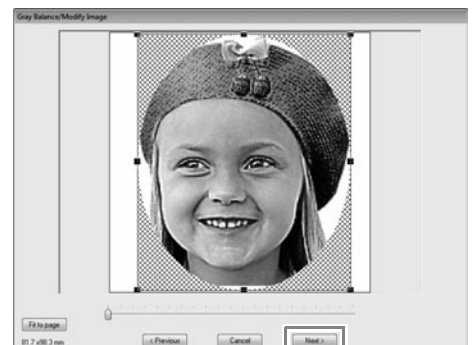 Gray Balance/Modify Image
Fit to page
81.7 x98.3 mm
< Previous
Cancel
Next >